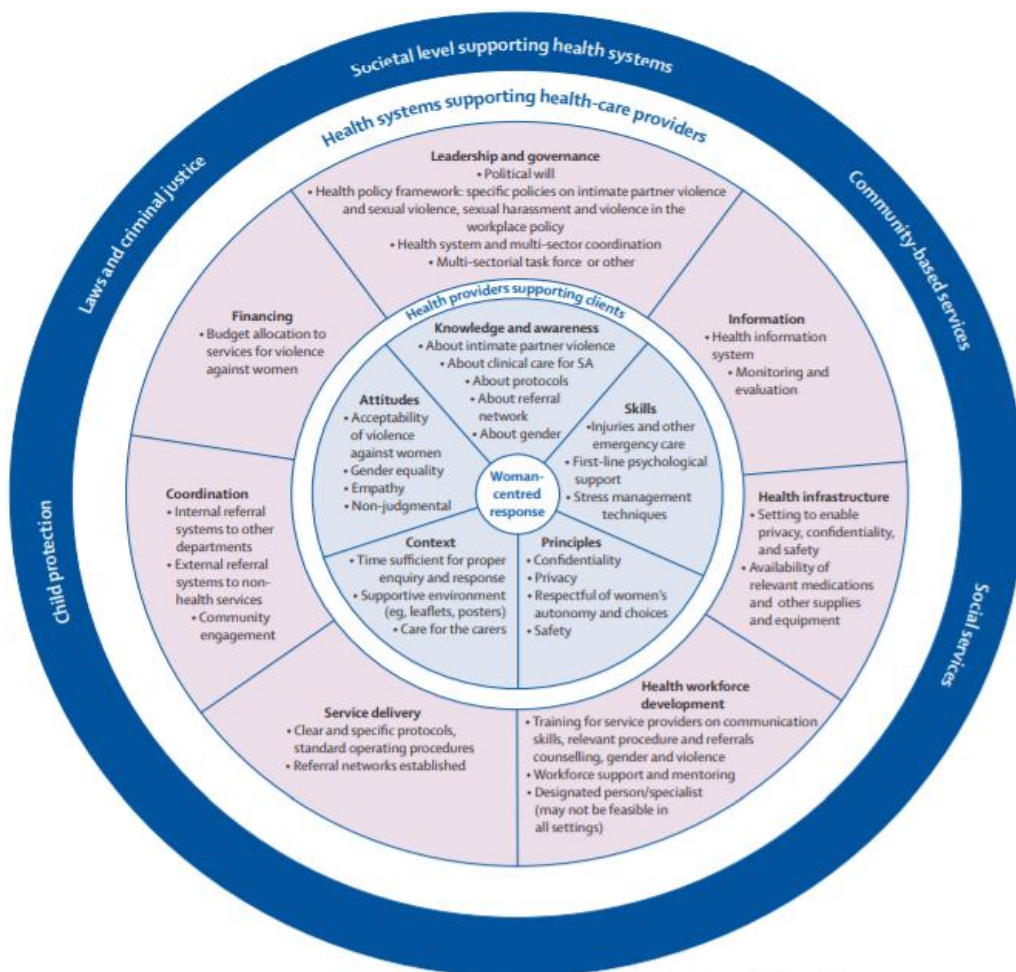 Societal level supporting health systems
Laws and criminal justice
Community-based services
Child protection
Social services
Health systems supporting health-care providers
Leadership and governance
• Political will
• Health policy framework: specific policies on intimate partner violence
and sexual violence, sexual harassment and violence in the
workplace policy
• Health system and multi-sector coordination
• Multi-sectorial task force or other
Financing
• Budget allocation to
services for violence
against women
Information
• Health information
system
• Monitoring and
evaluation
Coordination
• Internal referral
systems to other
departments
• External referral
systems to non-
health services
• Community
engagement
Health infrastructure
• Setting to enable
privacy, confidentiality,
and safety
• Availability of
relevant medications
and other supplies
and equipment
Service delivery
• Clear and specific protocols,
standard operating procedures
• Referral networks established
Health workforce
development
• Training for service providers on communication
skills, relevant procedure and referrals
counselling, gender and violence
• Workforce support and mentoring
• Designated person/specialist
(may not be feasible in
all settings)
Health providers supporting clients
Knowledge and awareness
• About intimate partner violence
• About clinical care for SA
• About protocols
• About referral
network
• About gender
Attitudes
• Acceptability
of violence
against women
• Gender equality
• Empathy
• Non-judgmental
Skills
•Injuries and other
emergency care
• First-line psychological
support
• Stress management
techniques
Woman-
centred
response
Context
• Time sufficient for proper
enquiry and response
• Supportive environment
(eg, leaflets, posters)
• Care for the carers
Principles
• Confidentiality
• Privacy
• Respectful of women's
autonomy and choices
• Safety